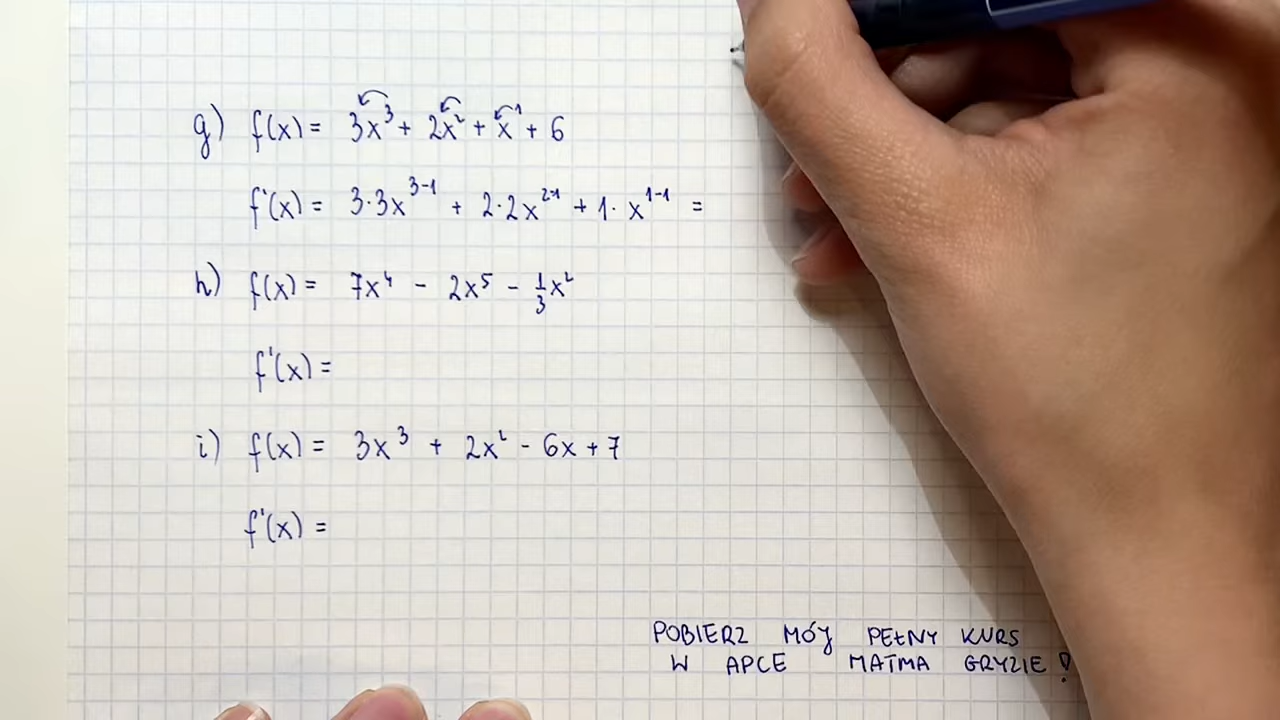 g) f(x) = 3x³ + 2x² + x¹ + 6
f'(x) = 3·3x³⁻¹ + 2·2x²⁻¹ + 1·x¹⁻¹ =
h) f(x) = 7x⁴ - 2x⁵ - 1/3x²
f'(x) =
i) f(x) = 3x³ + 2x² - 6x + 7
f'(x) =
POBIERZ MÓJ PEŁNY KURS
W APCE MATMA GRYZIE!